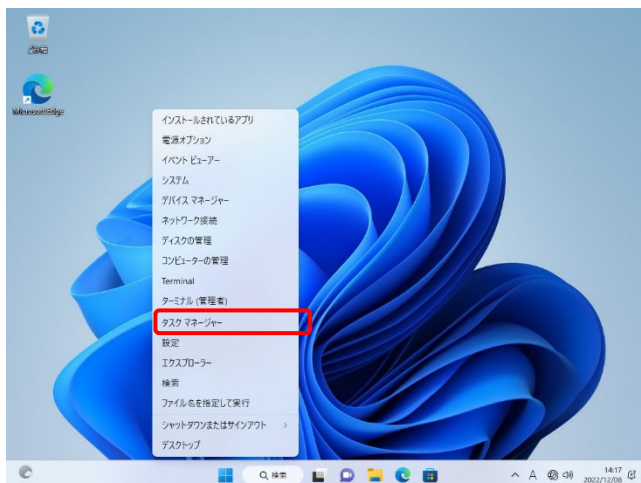 ごみ箱
Microsoft Edge
インストールされているアプリ
電源オプション
イベント ビューアー
システム
デバイス マネージャー
ネットワーク接続
ディスクの管理
コンピューターの管理
Terminal
ターミナル (管理者)
タスク マネージャー
設定
エクスプローラー
検索
ファイル名を指定して実行
シャットダウンまたはサインアウト
デスクトップ
検索
A
14:17
2022/12/08